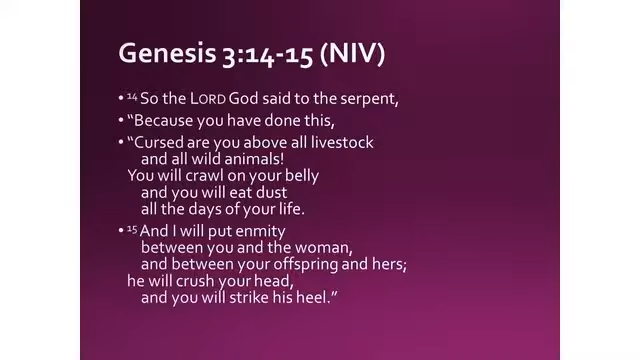 Genesis 3:14-15 (NIV)
• 14 So the LORD God said to the serpent,
• “Because you have done this,
• “Cursed are you above all livestock
and all wild animals!
You will crawl on your belly
and you will eat dust
all the days of your life.
• 15 And I will put enmity
between you and the woman,
and between your offspring and hers;
he will crush your head,
and you will strike his heel.”